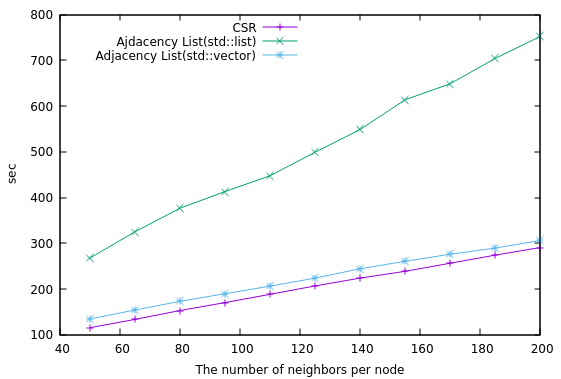 800
700
600
500
400
300
200
100
sec
CSR
Ajdacency List(std::list)
Adjacency List(std::vector)
40 60 80 100 120 140 160 180 200
The number of neighbors per node